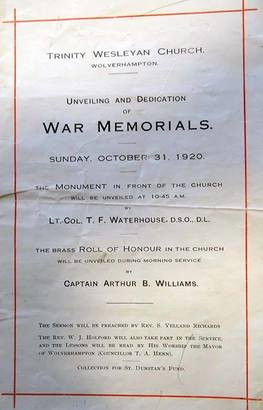 Trinity Wesleyan Church,
Wolverhampton.
Unveiling and Dedication
of
War Memorials.
Sunday, October 31, 1920.
The Monument in front of the church
will be unveiled at 10-45 a.m.
by
Lt.-Col. T. F. Waterhouse, D.S.O., D.L.
The brass Roll of Honour in the church
will be unveiled during morning service
by
Captain Arthur B. Williams.
The Sermon will be preached by Rev. S. Yelland Richards
The Rev. W. J. Holford will also take part in the Service,
and the Lessons will be read by His Worship the Mayor
of Wolverhampton (Councillor T. A. Henn).
Collection for St. Dunstan's Fund.